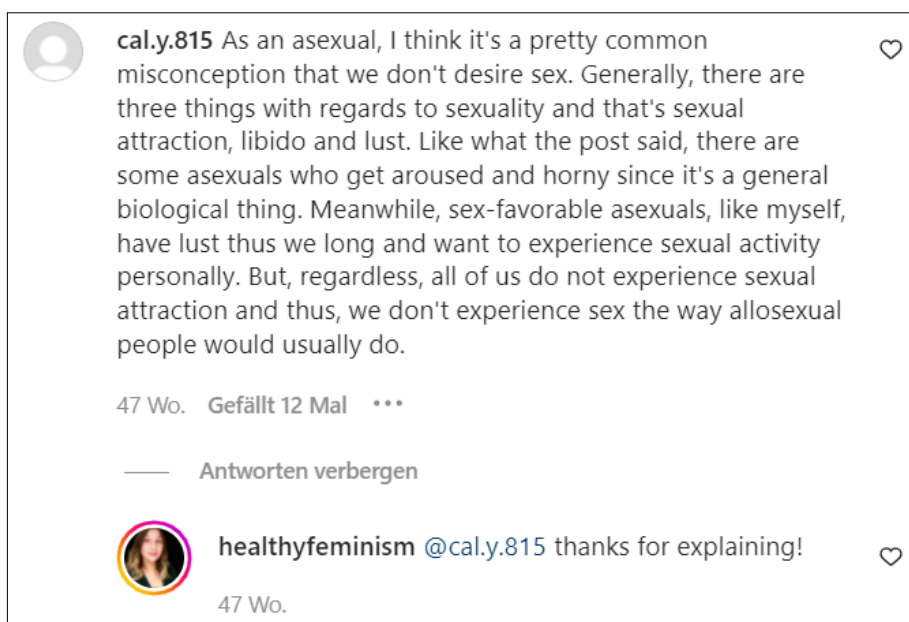 cal.y.815 As an asexual, I think it's a pretty common
misconception that we don't desire sex. Generally, there are
three things with regards to sexuality and that's sexual
attraction, libido and lust. Like what the post said, there are
some asexuals who get aroused and horny since it's a general
biological thing. Meanwhile, sex-favorable asexuals, like myself,
have lust thus we long and want to experience sexual activity
personally. But, regardless, all of us do not experience sexual
attraction and thus, we don't experience sex the way allosexual
people would usually do.
47 Wo. Gefällt 12 Mal •••
Antworten verbergen
healthyfeminism @cal.y.815 thanks for explaining!
47 Wo.